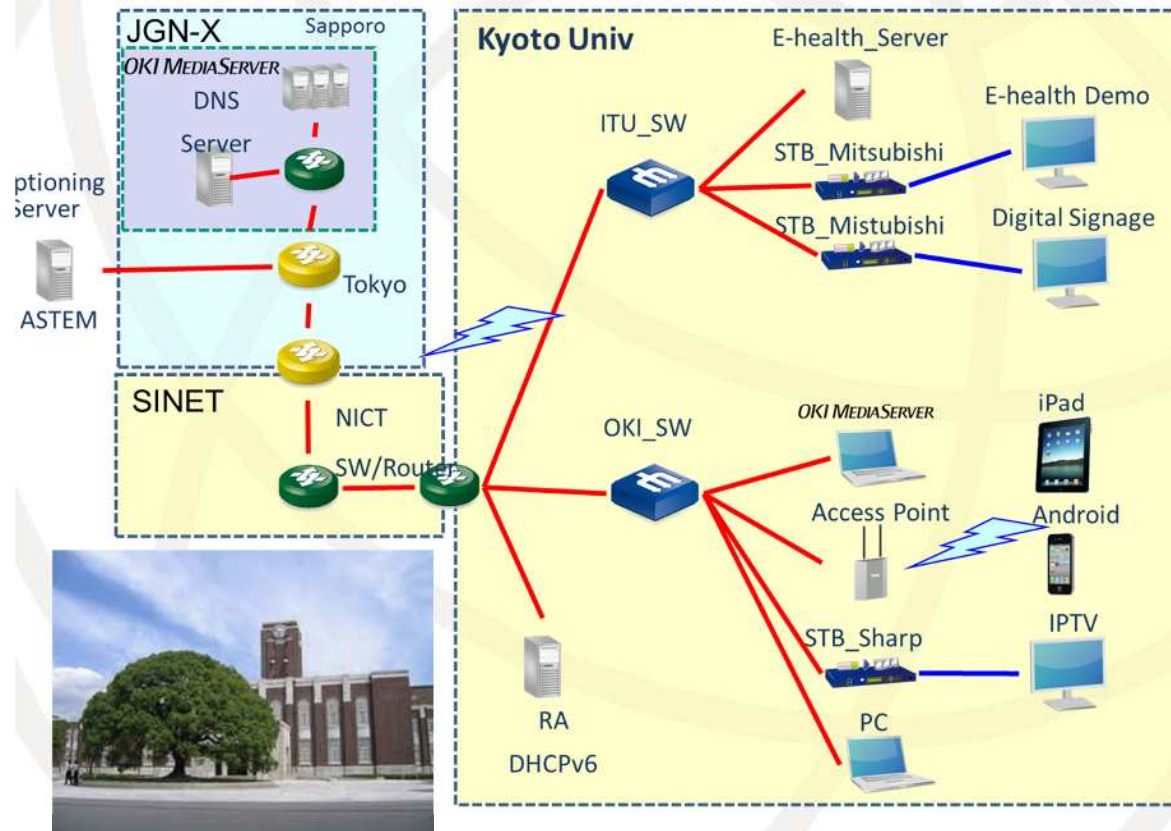 JGN-X
Sapporo
OKI MEDIASERVER
DNS
Server
ptioning
Server
ASTEM
Tokyo
SINET
NICT
SW/Router
Kyoto Univ
E-health_Server
ITU_SW
E-health Demo
STB_Mitsubishi
STB_Mistubishi
Digital Signage
OKI_SW
OKI MEDIASERVER
iPad
Access Point
Android
STB_Sharp
IPTV
RA
DHCPv6
PC